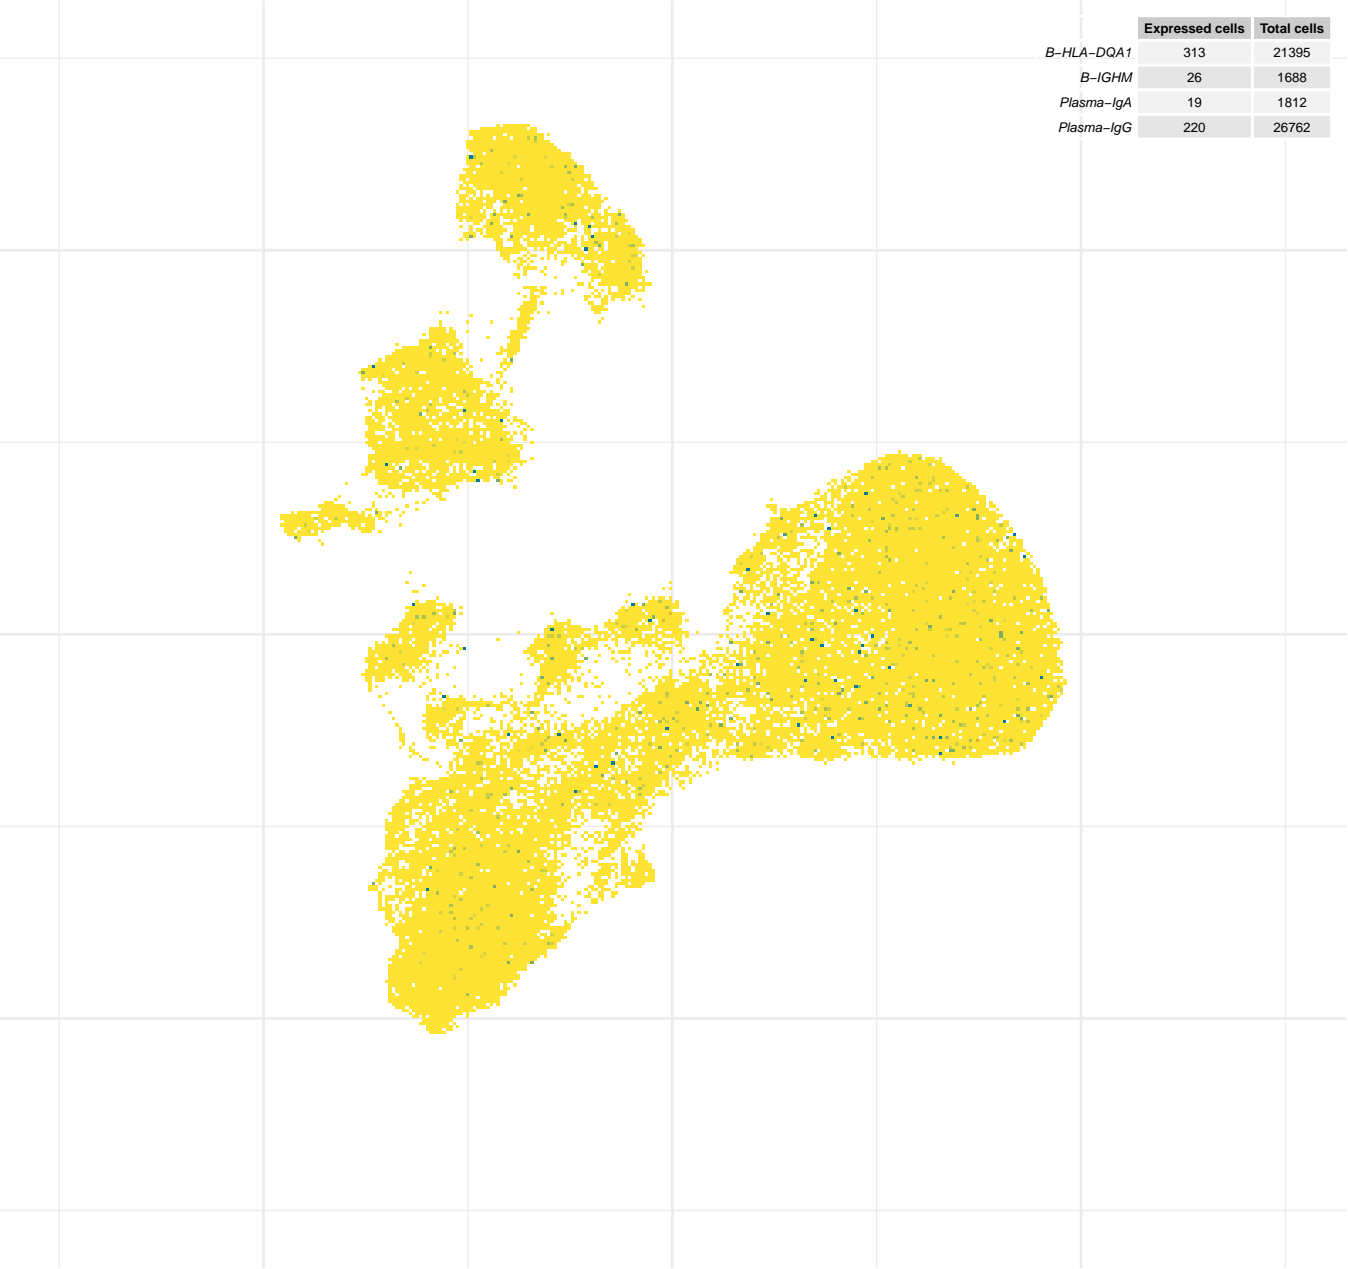 Expressed cells Total cells
B−HLA−DQA1 313 21395
B−IGHM 26 1688
Plasma−IgA 19 1812
Plasma−IgG 220 26762